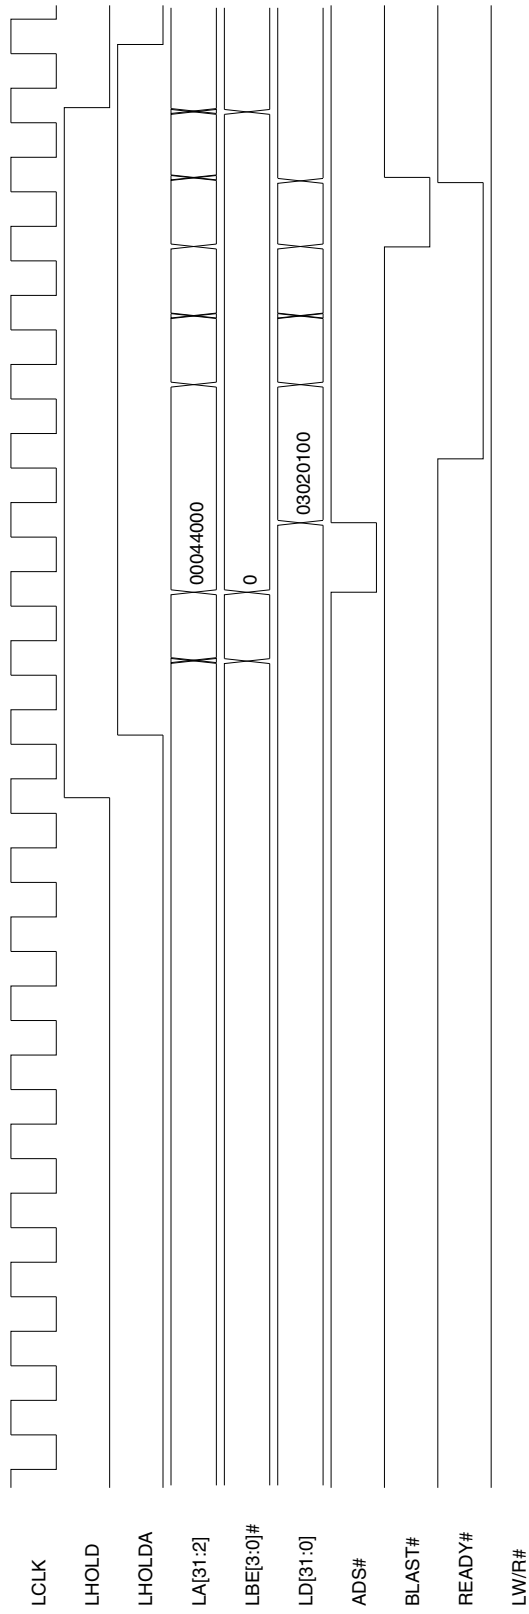 LCLK
LHOLD
LHOLDA
LA[31:2] 00044000
LBE[3:0]# 0
LD[31:0] 03020100
ADS#
BLAST#
READY#
LW/R#